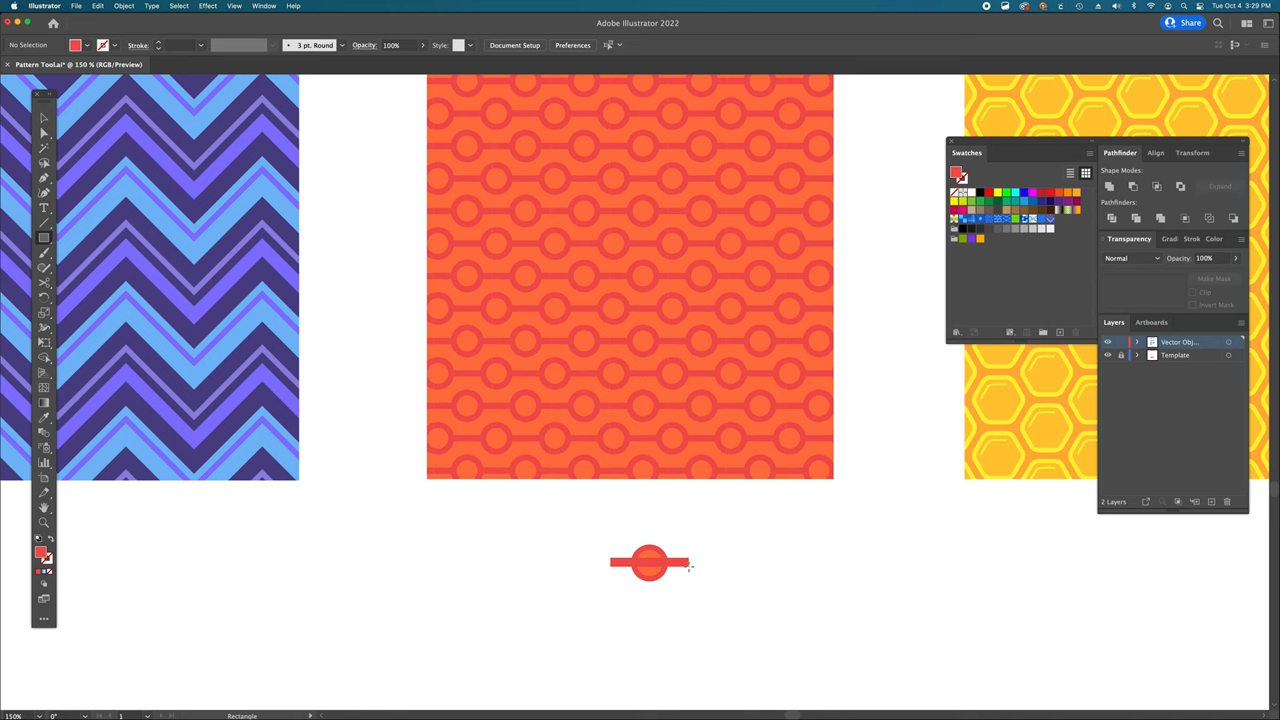 Illustrator File Edit Object Type Select Effect View Window Help Tue Oct 4 3:29 PM
Adobe Illustrator 2022
Share
No Selection Stroke: 3 pt. Round Opacity: 100% Style: Document Setup Preferences
× Pattern Tool.ai* @ 150 % (RGB/Preview)
Swatches
Pathfinder Align Transform
Shape Modes:
Expand
Pathfinders:
Transparency Gradi Strok Color
Normal Opacity: 100%
Make Mask
Clip
Invert Mask
Layers Artboards
Vector Obj...
Template
2 Layers
150% 0° 1 Rectangle